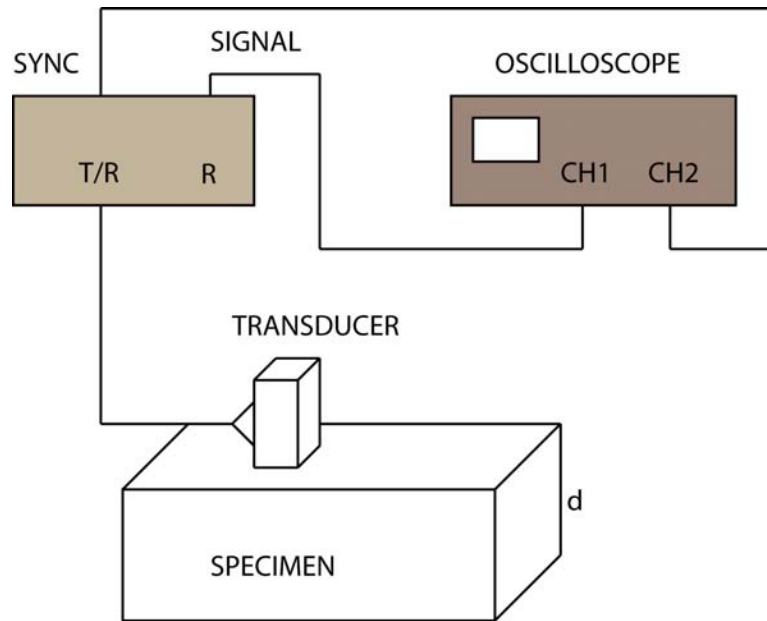 SIGNAL
SYNC
OSCILLOSCOPE
T/R
R
CH1
CH2
TRANSDUCER
d
SPECIMEN